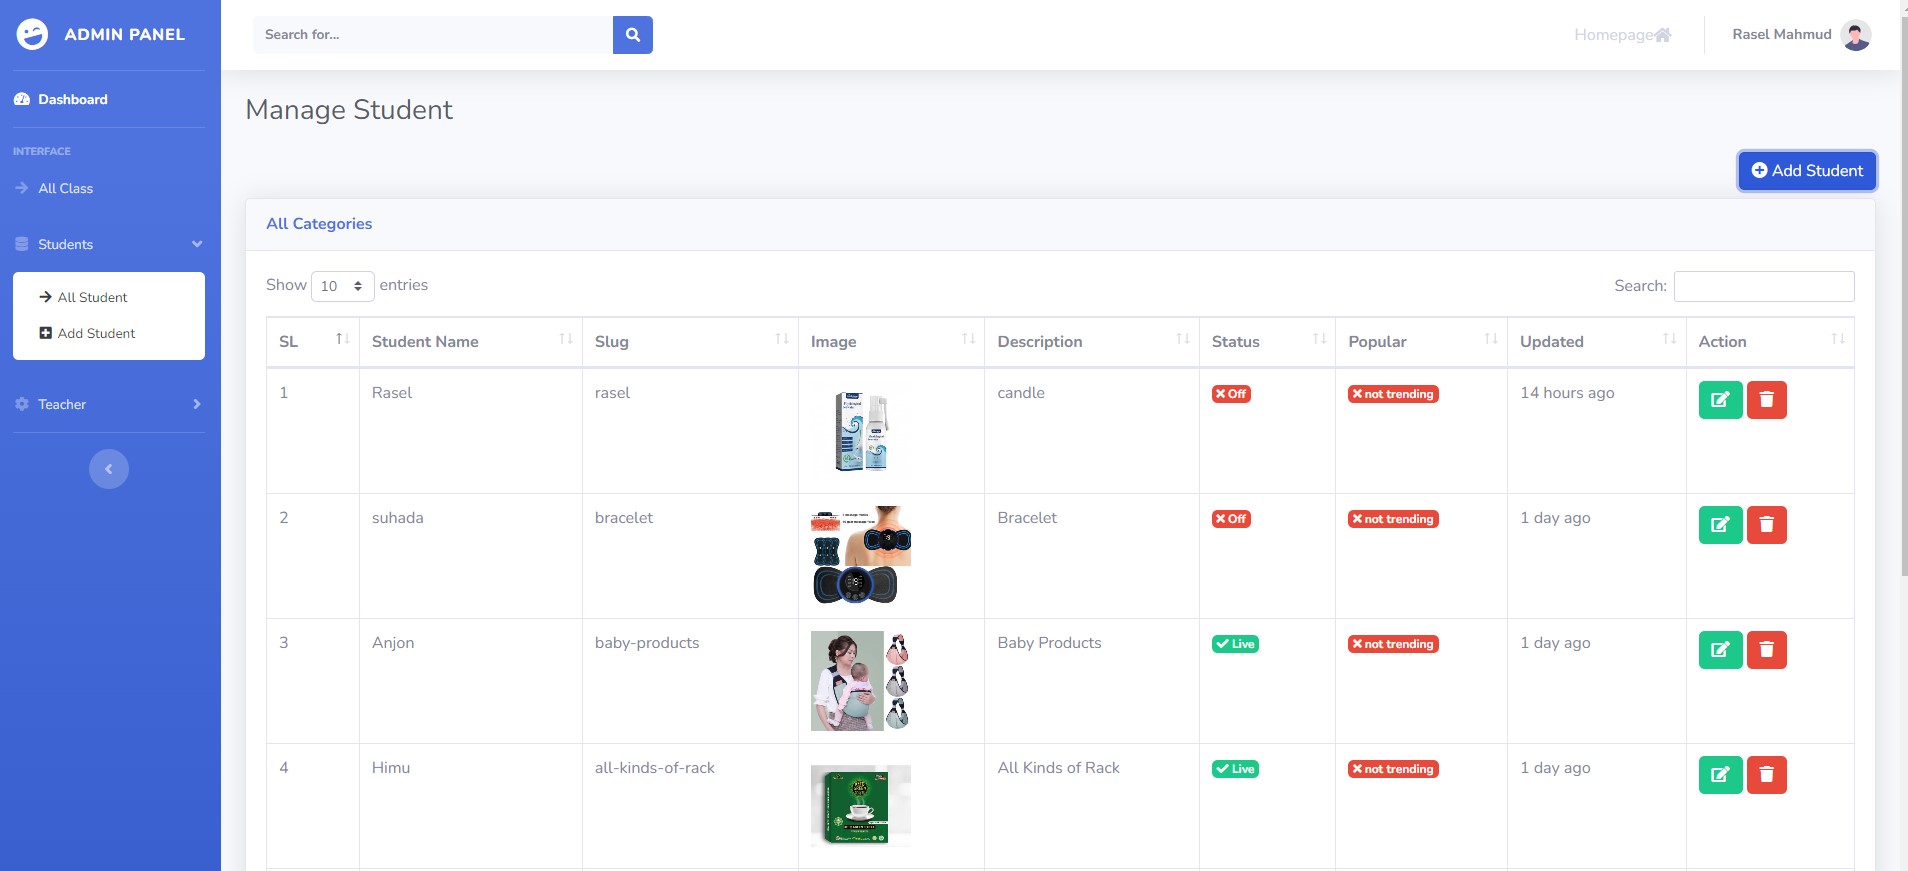 ADMIN PANEL
Search for...
Homepage
Rasel Mahmud
Dashboard
INTERFACE
All Class
Students
All Student
Add Student
Teacher
Manage Student
Add Student
All Categories
Show 10 entries
Search:
SL Student Name Slug Image Description Status Popular Updated Action
1 Rasel rasel candle Off not trending 14 hours ago
2 suhada bracelet Bracelet Off not trending 1 day ago
3 Anjon baby-products Baby Products Live not trending 1 day ago
4 Himu all-kinds-of-rack All Kinds of Rack Live not trending 1 day ago